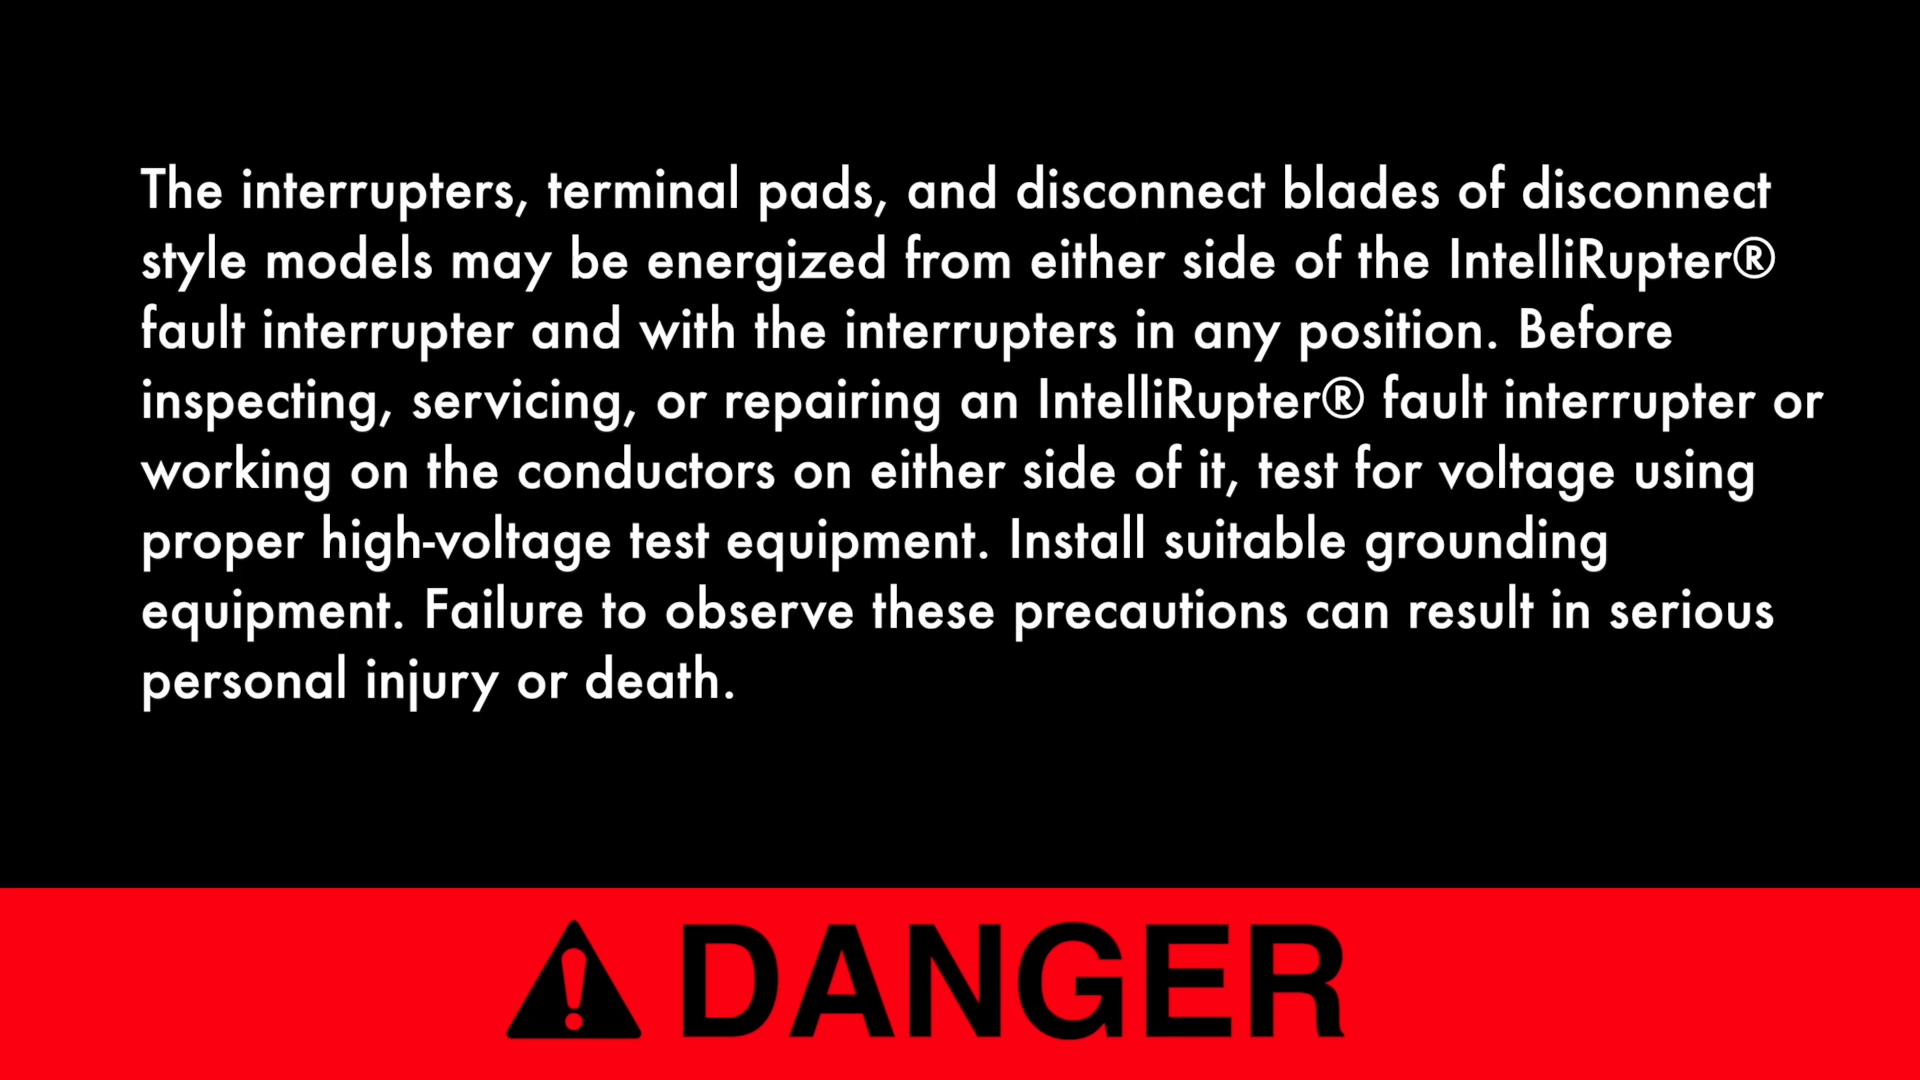 The interrupters, terminal pads, and disconnect blades of disconnect
style models may be energized from either side of the IntelliRupter®
fault interrupter and with the interrupters in any position. Before
inspecting, servicing, or repairing an IntelliRupter® fault interrupter or
working on the conductors on either side of it, test for voltage using
proper high-voltage test equipment. Install suitable grounding
equipment. Failure to observe these precautions can result in serious
personal injury or death.
DANGER